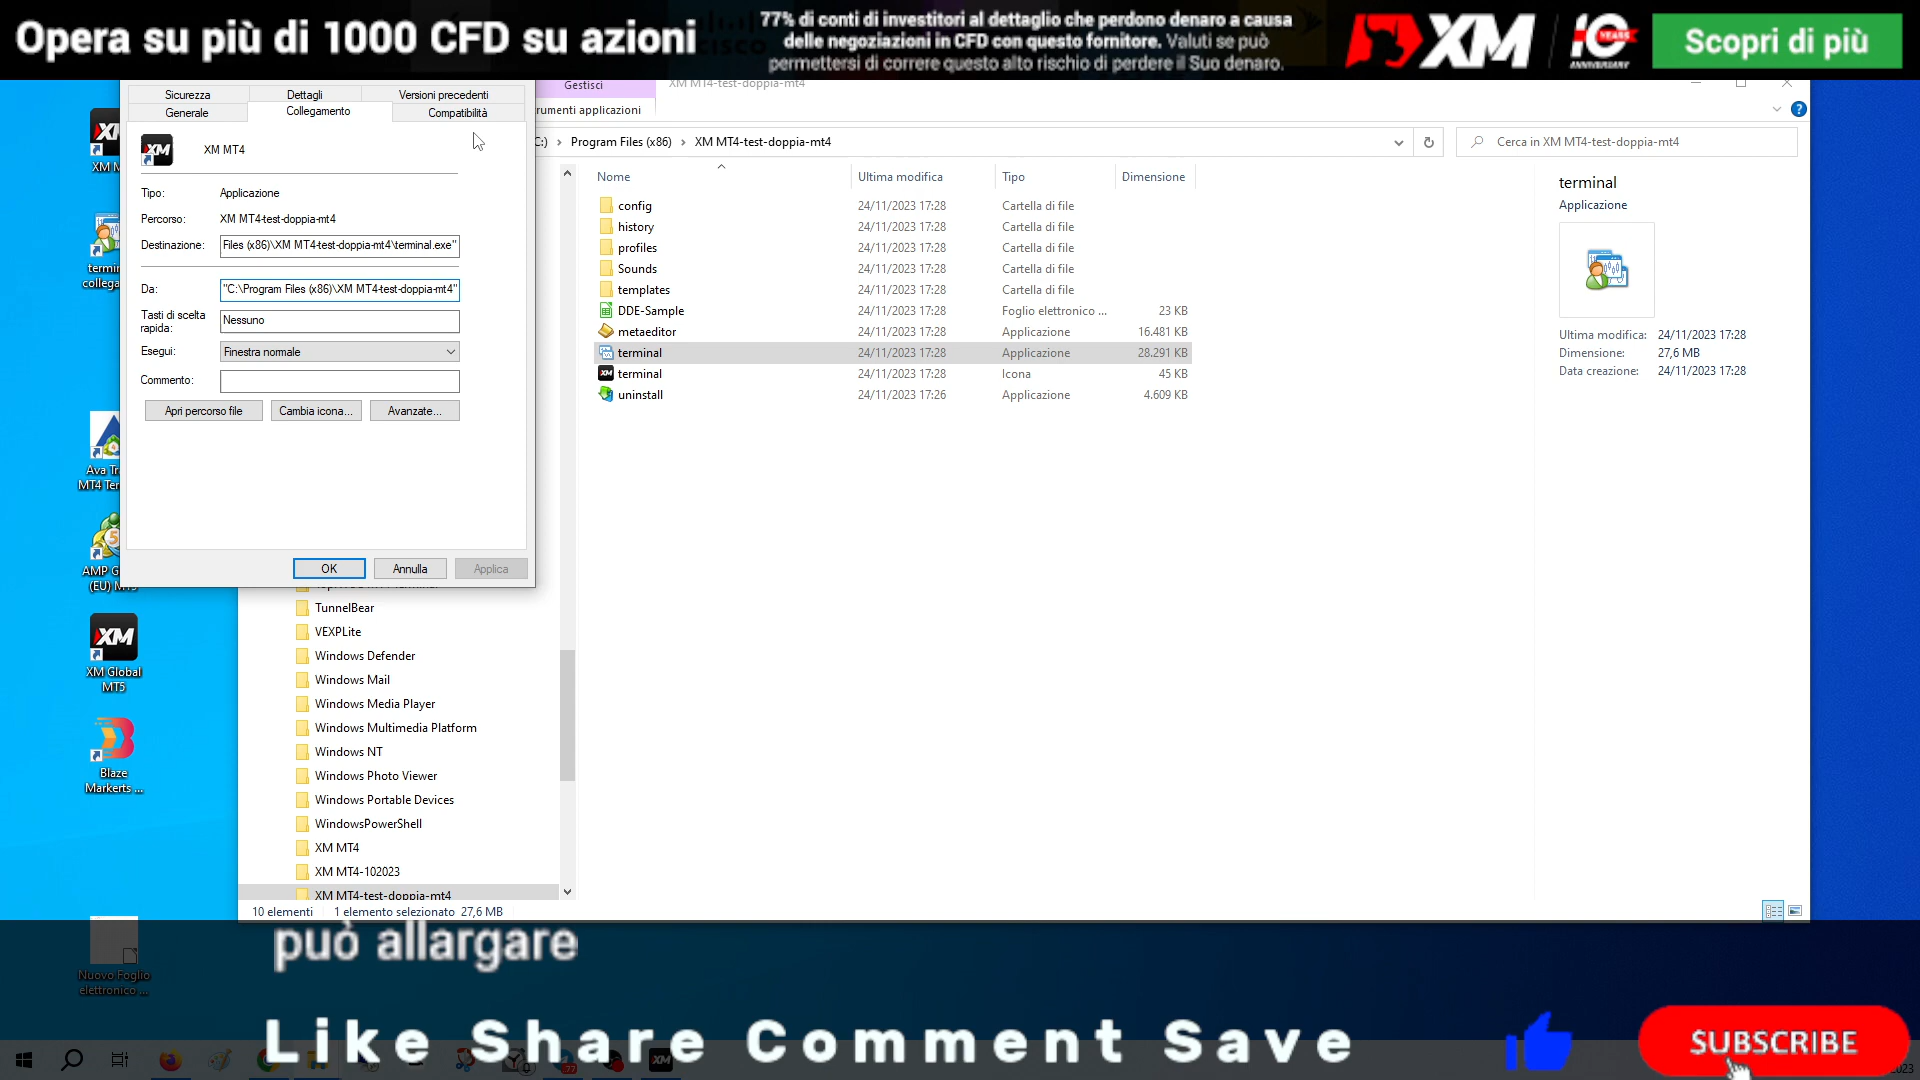 Opera su più di 1000 CFD su azioni
77% di conti di investitori al dettaglio che perdono denaro a causa
delle negoziazioni in CFD con questo fornitore. Valuti se può
permettersi di correre questo alto rischio di perdere il Suo denaro.
XM
10 YEARS
ANNIVERSARY
Scopri di più
Gestisci
XM MT4-test-doppia-mt4
Sicurezza
Dettagli
Versioni precedenti
Generale
Collegamento
Compatibilità
rumenti applicazioni
XM MT4
C:)
Program Files (x86)
XM MT4-test-doppia-mt4
Cerca in XM MT4-test-doppia-mt4
Tipo:
Applicazione
Percorso:
XM MT4-test-doppia-mt4
Destinazione:
Files (x86)\XM MT4-test-doppia-mt4\terminal.exe"
Da:
"C:\Program Files (x86)\XM MT4-test-doppia-mt4"
Tasti di scelta
rapida:
Nessuno
Esegui:
Finestra normale
Commento:
Apri percorso file
Cambia icona...
Avanzate...
OK
Annulla
Applica
Nome
Ultima modifica
Tipo
Dimensione
config 24/11/2023 17:28 Cartella di file
history 24/11/2023 17:28 Cartella di file
profiles 24/11/2023 17:28 Cartella di file
Sounds 24/11/2023 17:28 Cartella di file
templates 24/11/2023 17:28 Cartella di file
DDE-Sample 24/11/2023 17:28 Foglio elettronico ... 23 KB
metaeditor 24/11/2023 17:28 Applicazione 16.481 KB
terminal 24/11/2023 17:28 Applicazione 28.291 KB
terminal 24/11/2023 17:28 Icona 45 KB
uninstall 24/11/2023 17:26 Applicazione 4.609 KB
terminal
Applicazione
Ultima modifica: 24/11/2023 17:28
Dimensione: 27,6 MB
Data creazione: 24/11/2023 17:28
XM M
termin
collega
Ava Tr
MT4 Ter
AMP G
(EU) MT5
XM Global
MT5
Blaze
Markerts ...
Nuovo Foglio
elettronico ...
TunnelBear
VEXPLite
Windows Defender
Windows Mail
Windows Media Player
Windows Multimedia Platform
Windows NT
Windows Photo Viewer
Windows Portable Devices
WindowsPowerShell
XM MT4
XM MT4-102023
XM MT4-test-doppia-mt4
10 elementi
1 elemento selezionato 27,6 MB
può allargare
Like Share Comment Save
SUBSCRIBE